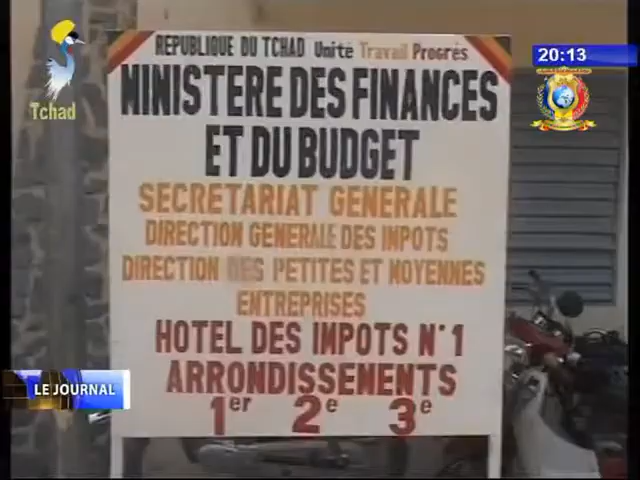 REPUBLIQUE DU TCHAD Unité Travail Progrès
MINISTERE DES FINANCES
ET DU BUDGET
SECRETARIAT GENERALE
DIRECTION GENERALE DES IMPOTS
DIRECTION DES PETITES ET MOYENNES
ENTREPRISES
HOTEL DES IMPOTS N°1
ARRONDISSEMENTS
1er 2e 3e
Tchad
20:13
LE JOURNAL